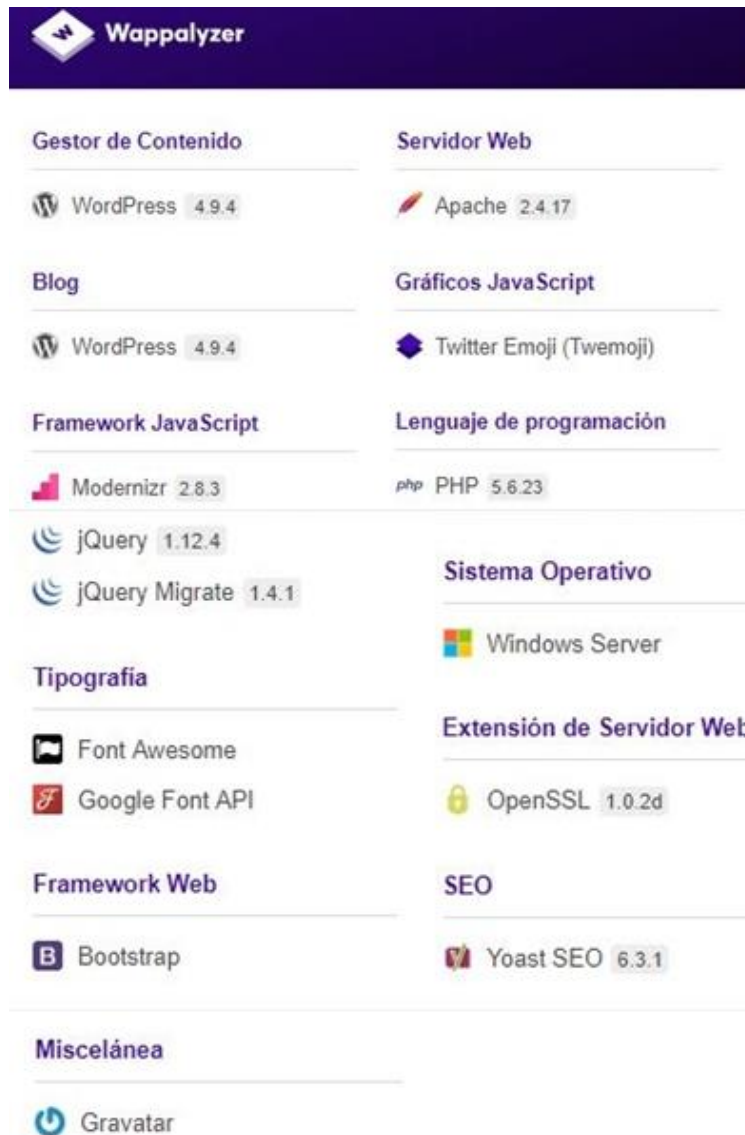 Wappalyzer
Gestor de Contenido
WordPress 4.9.4
Servidor Web
Apache 2.4.17
Blog
WordPress 4.9.4
Gráficos JavaScript
Twitter Emoji (Twemoji)
Framework JavaScript
Modernizr 2.8.3
jQuery 1.12.4
jQuery Migrate 1.4.1
Lenguaje de programación
php PHP 5.6.23
Sistema Operativo
Windows Server
Tipografía
Font Awesome
Google Font API
Extensión de Servidor Web
OpenSSL 1.0.2d
Framework Web
Bootstrap
SEO
Yoast SEO 6.3.1
Miscelánea
Gravatar